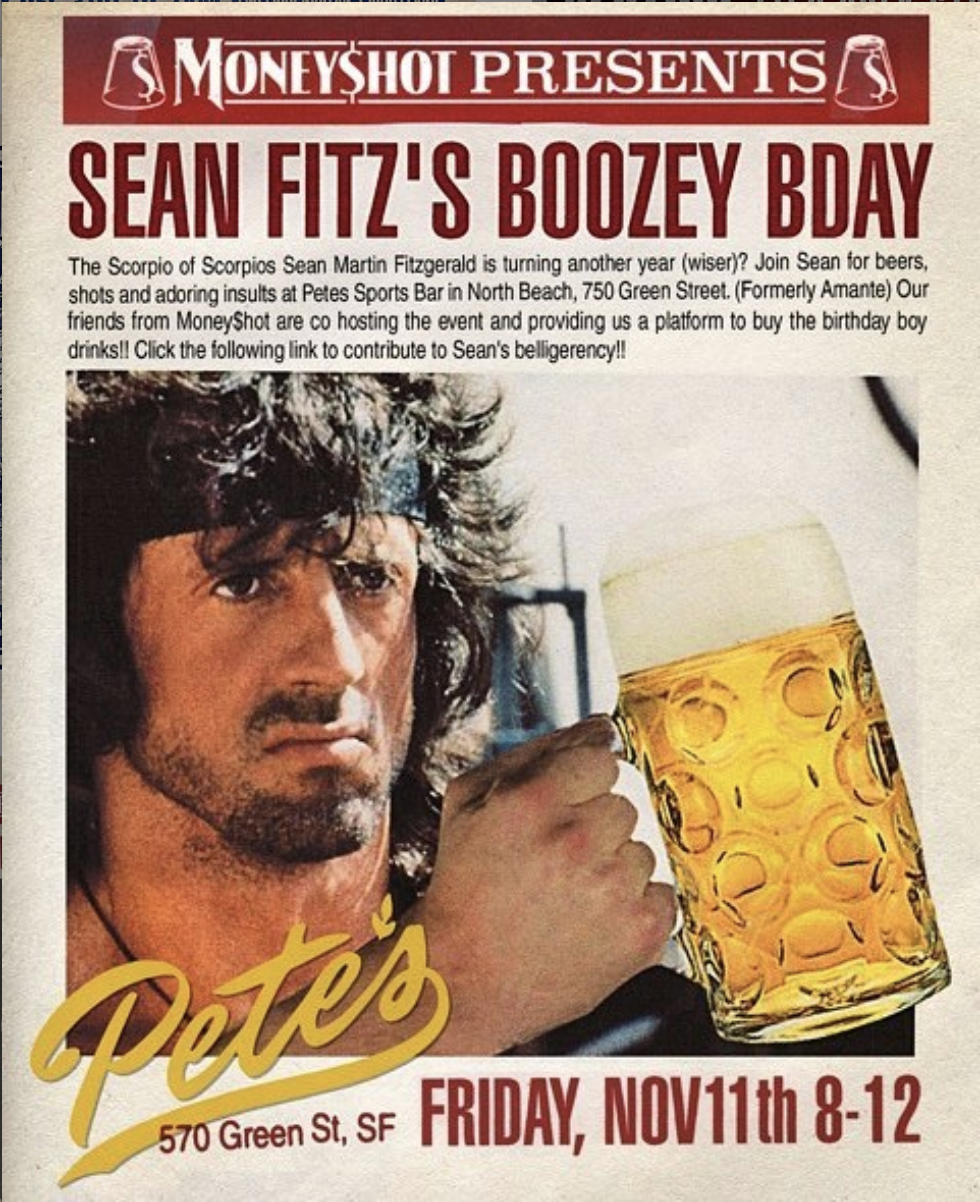 MONEY$HOT PRESENTS
SEAN FITZ'S BOOZEY BDAY
The Scorpio of Scorpios Sean Martin Fitzgerald is turning another year (wiser)? Join Sean for beers,
shots and adoring insults at Petes Sports Bar in North Beach, 750 Green Street. (Formerly Amante) Our
friends from Money$hot are co hosting the event and providing us a platform to buy the birthday boy
drinks!! Click the following link to contribute to Sean's belligerency!!
Pete's
570 Green St, SF
FRIDAY, NOV11th 8-12